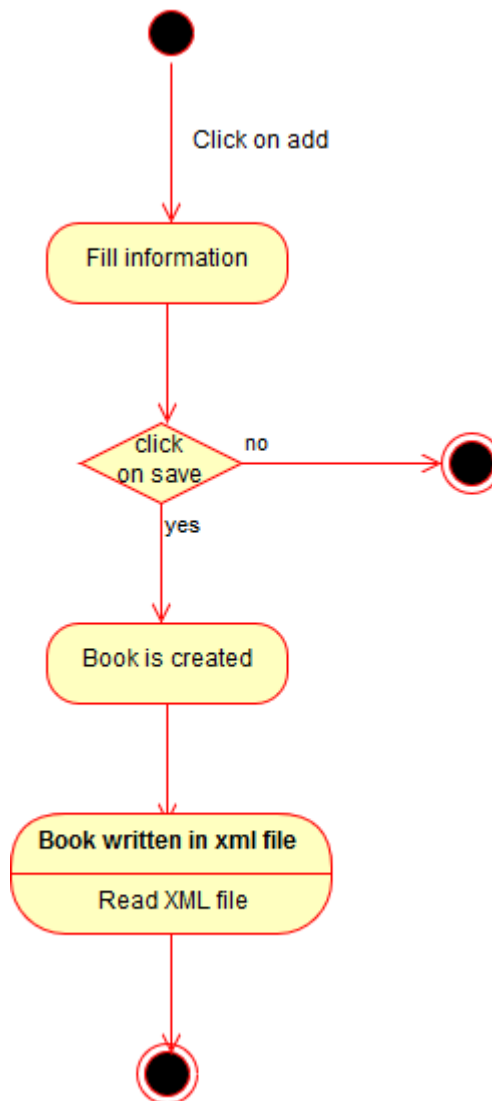 Click on add
Fill information
click
on save
no
yes
Book is created
Book written in xml file
Read XML file